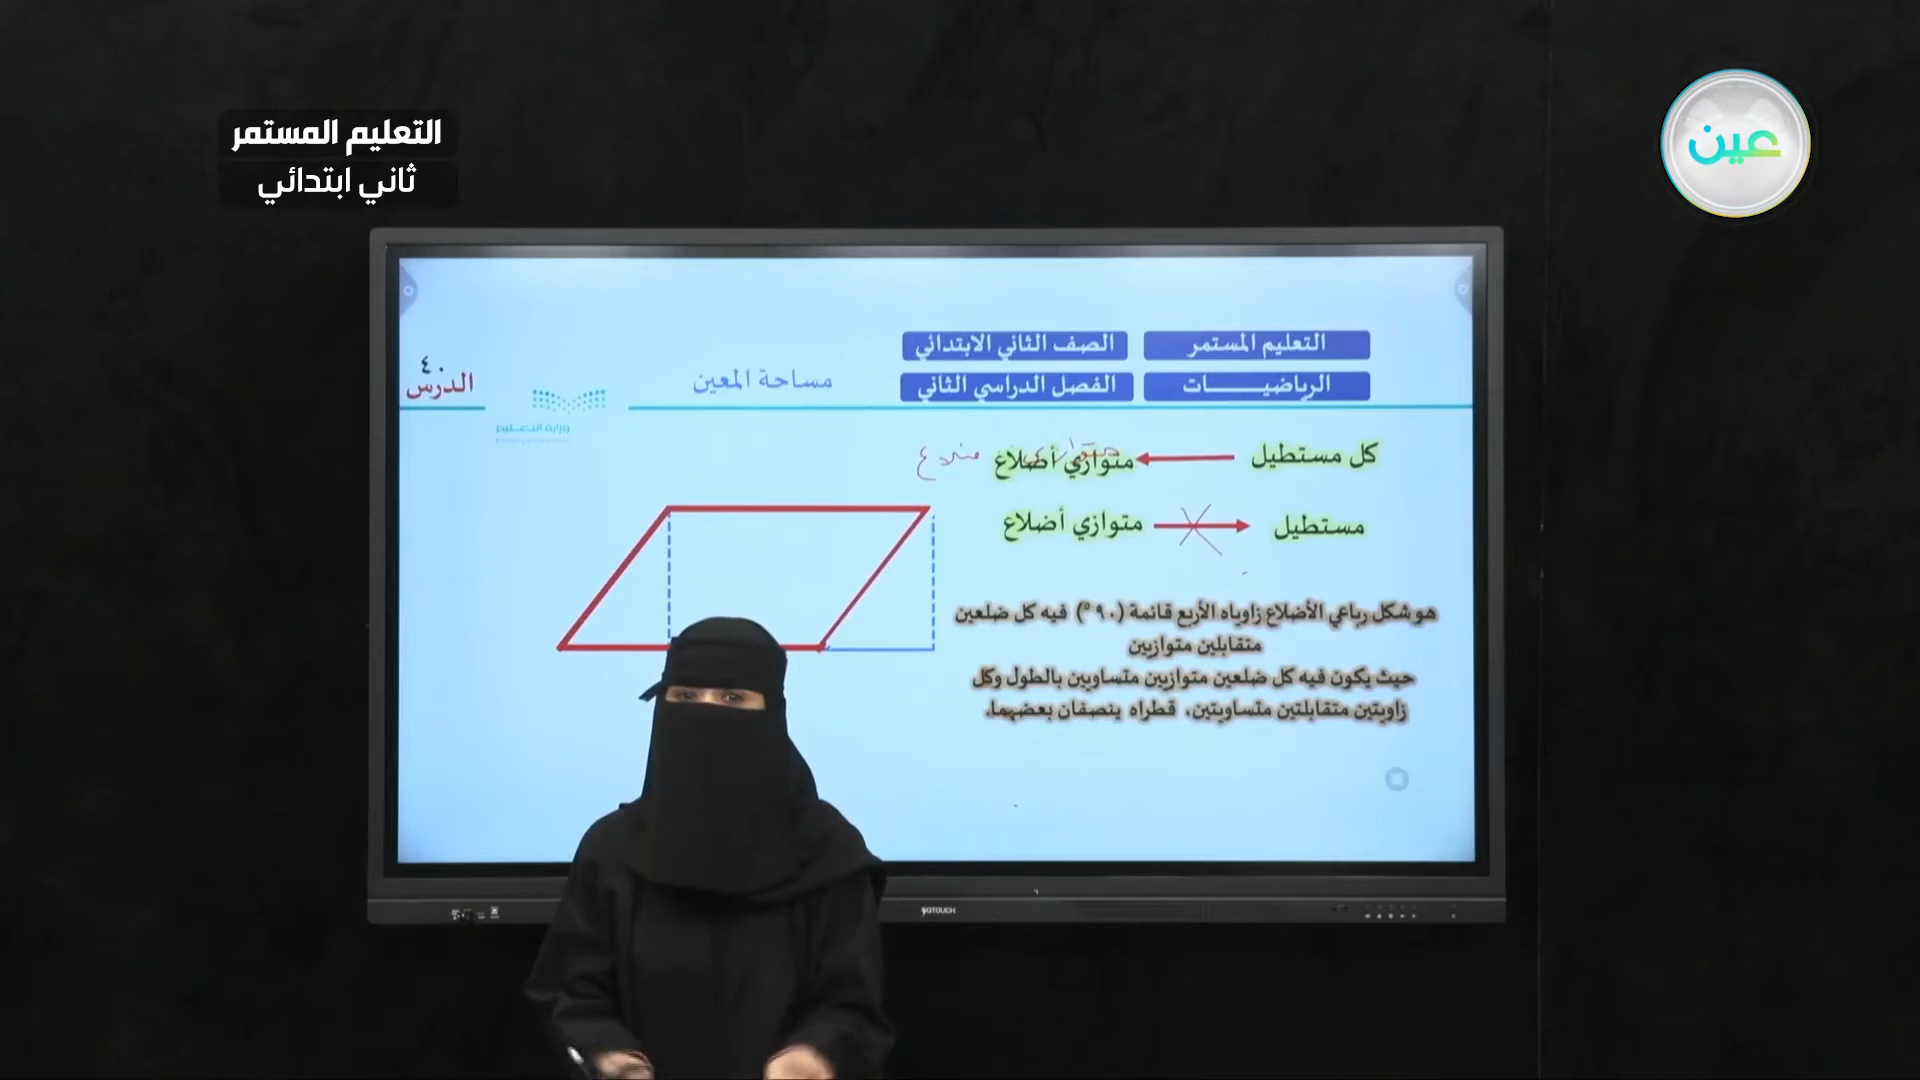 التعليم المستمر
ثاني ابتدائي
عين
التعليم المستمر
الصف الثاني الابتدائي
الرياضيـــــات
الفصل الدراسي الثاني
مساحة المعين
٤٠
الدرس
وزارة التعليم
كل مستطيل
متوازي أضلاع
مستطيل
متوازي أضلاع
هو شكل رباعي الأضلاع زاوياه الأربع قائمة (٩٠°) فيه كل ضلعين
متقابلين متوازيين
حيث يكون فيه كل ضلعين متوازيين متساويين بالطول وكل
زاويتين متقابلتين متساويتين، قطراه ينصفان بعضهما.